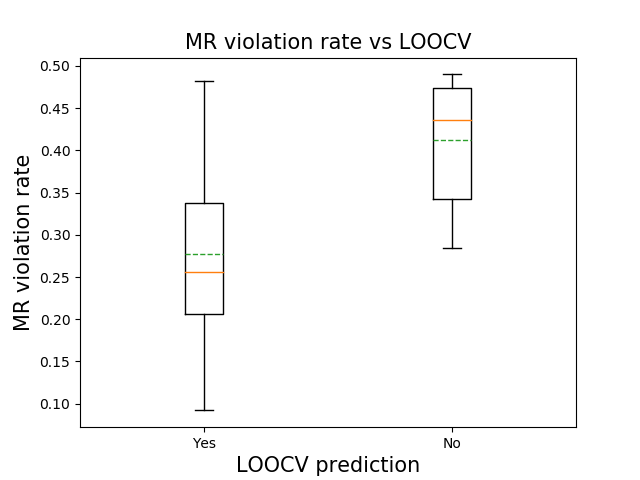 MR violation rate vs LOOCV
MR violation rate
0.50
0.45
0.40
0.35
0.30
0.25
0.20
0.15
0.10
Yes
No
LOOCV prediction